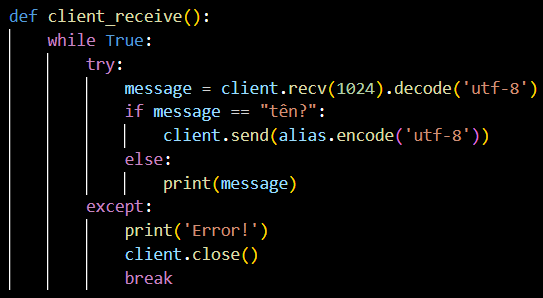 def client_receive():
    while True:
        try:
            message = client.recv(1024).decode('utf-8')
            if message == "tên?":
                client.send(alias.encode('utf-8'))
            else:
                print(message)
        except:
            print('Error!')
            client.close()
            break